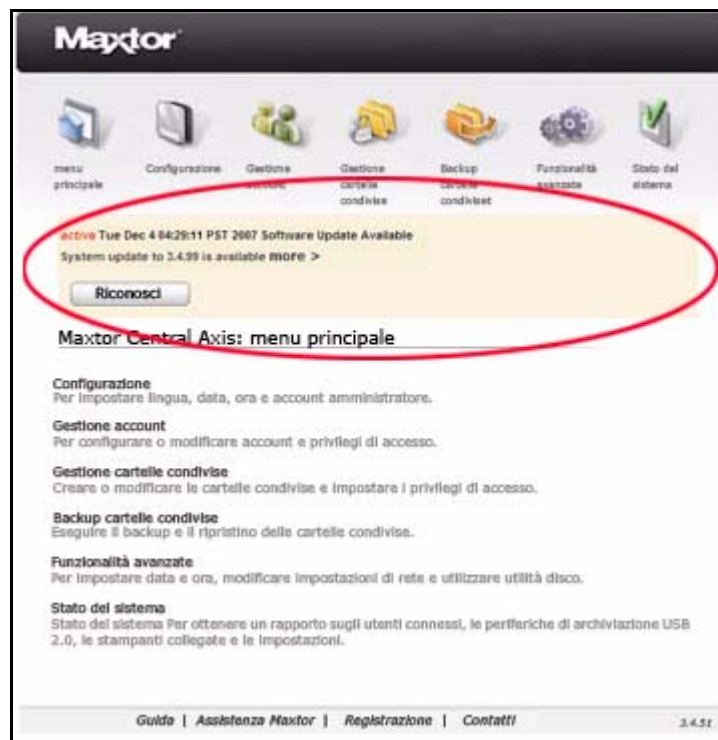 Maxtor
menu principale
Configurazione
Gestione account
Gestione cartelle condivise
Backup cartelle condiviset
Funzionalità avanzate
Stato del sistema
active Tue Dec 4 04:29:11 PST 2007 Software Update Available
System update to 3.4.99 is available more >
Riconosci
Maxtor Central Axis: menu principale
Configurazione
Per impostare lingua, data, ora e account amministratore.
Gestione account
Per configurare o modificare account e privilegi di accesso.
Gestione cartelle condivise
Creare o modificare le cartelle condivise e impostare i privilegi di accesso.
Backup cartelle condivise
Eseguire il backup e il ripristino delle cartelle condivise.
Funzionalità avanzate
Per impostare data e ora, modificare impostazioni di rete e utilizzare utilità disco.
Stato del sistema
Stato del sistema Per ottenere un rapporto sugli utenti connessi, le periferiche di archiviazione USB
2.0, le stampanti collegate e le impostazioni.
Guida | Assistenza Maxtor | Registrazione | Contatti
3.4.51